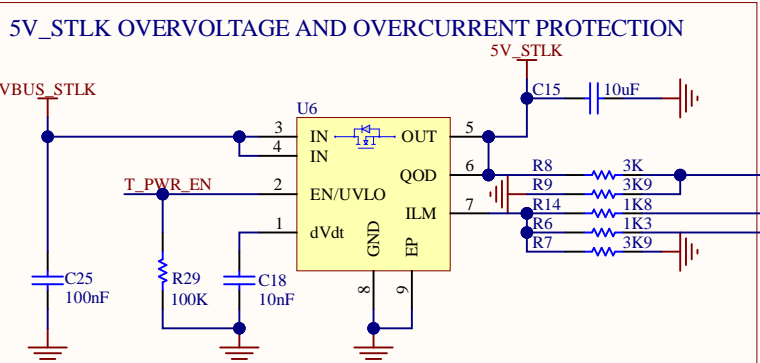 5V_STLK OVERVOLTAGE AND OVERCURRENT PROTECTION
5V_STLK
VBUS_STLK
C15 10uF
U6
3 IN OUT 5
4 IN
QOD 6
R8 3K
T_PWR_EN
2 EN/UVLO
R9 3K9
ILM 7
R14 1K8
1 dVdt
R6 1K3
GND
EP
R7 3K9
C25
100nF
R29
100K
C18
10nF
8
9